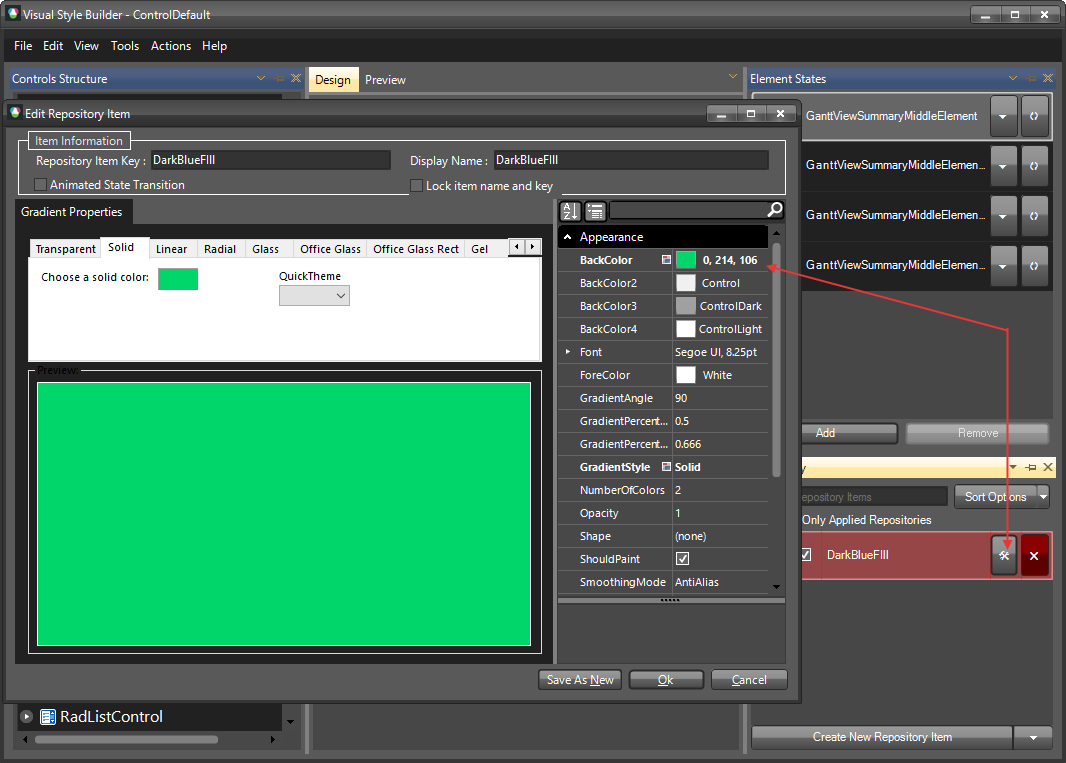 Visual Style Builder - ControlDefault
File Edit View Tools Actions Help
Controls Structure
Design Preview
Element States
Edit Repository Item
GanttViewSummaryMiddleElement
GanttViewSummaryMiddleElemen...
GanttViewSummaryMiddleElemen...
GanttViewSummaryMiddleElemen...
Item Information
Repository Item Key : DarkBlueFIll
Display Name : DarkBlueFIll
Animated State Transition
Lock item name and key
Gradient Properties
Transparent Solid Linear Radial Glass Office Glass Office Glass Rect Gel
Choose a solid color:
QuickTheme
Preview:
Appearance
BackColor 0, 214, 106
BackColor2 Control
BackColor3 ControlDark
BackColor4 ControlLight
Font Segoe UI, 8.25pt
ForeColor White
GradientAngle 90
GradientPercent... 0.5
GradientPercent... 0.666
GradientStyle Solid
NumberOfColors 2
Opacity 1
Shape (none)
ShouldPaint
SmoothingMode AntiAlias
Add Remove
y
epository Items
Sort Options
Only Applied Repositories
DarkBlueFIll
Save As New Ok Cancel
RadListControl
Create New Repository Item